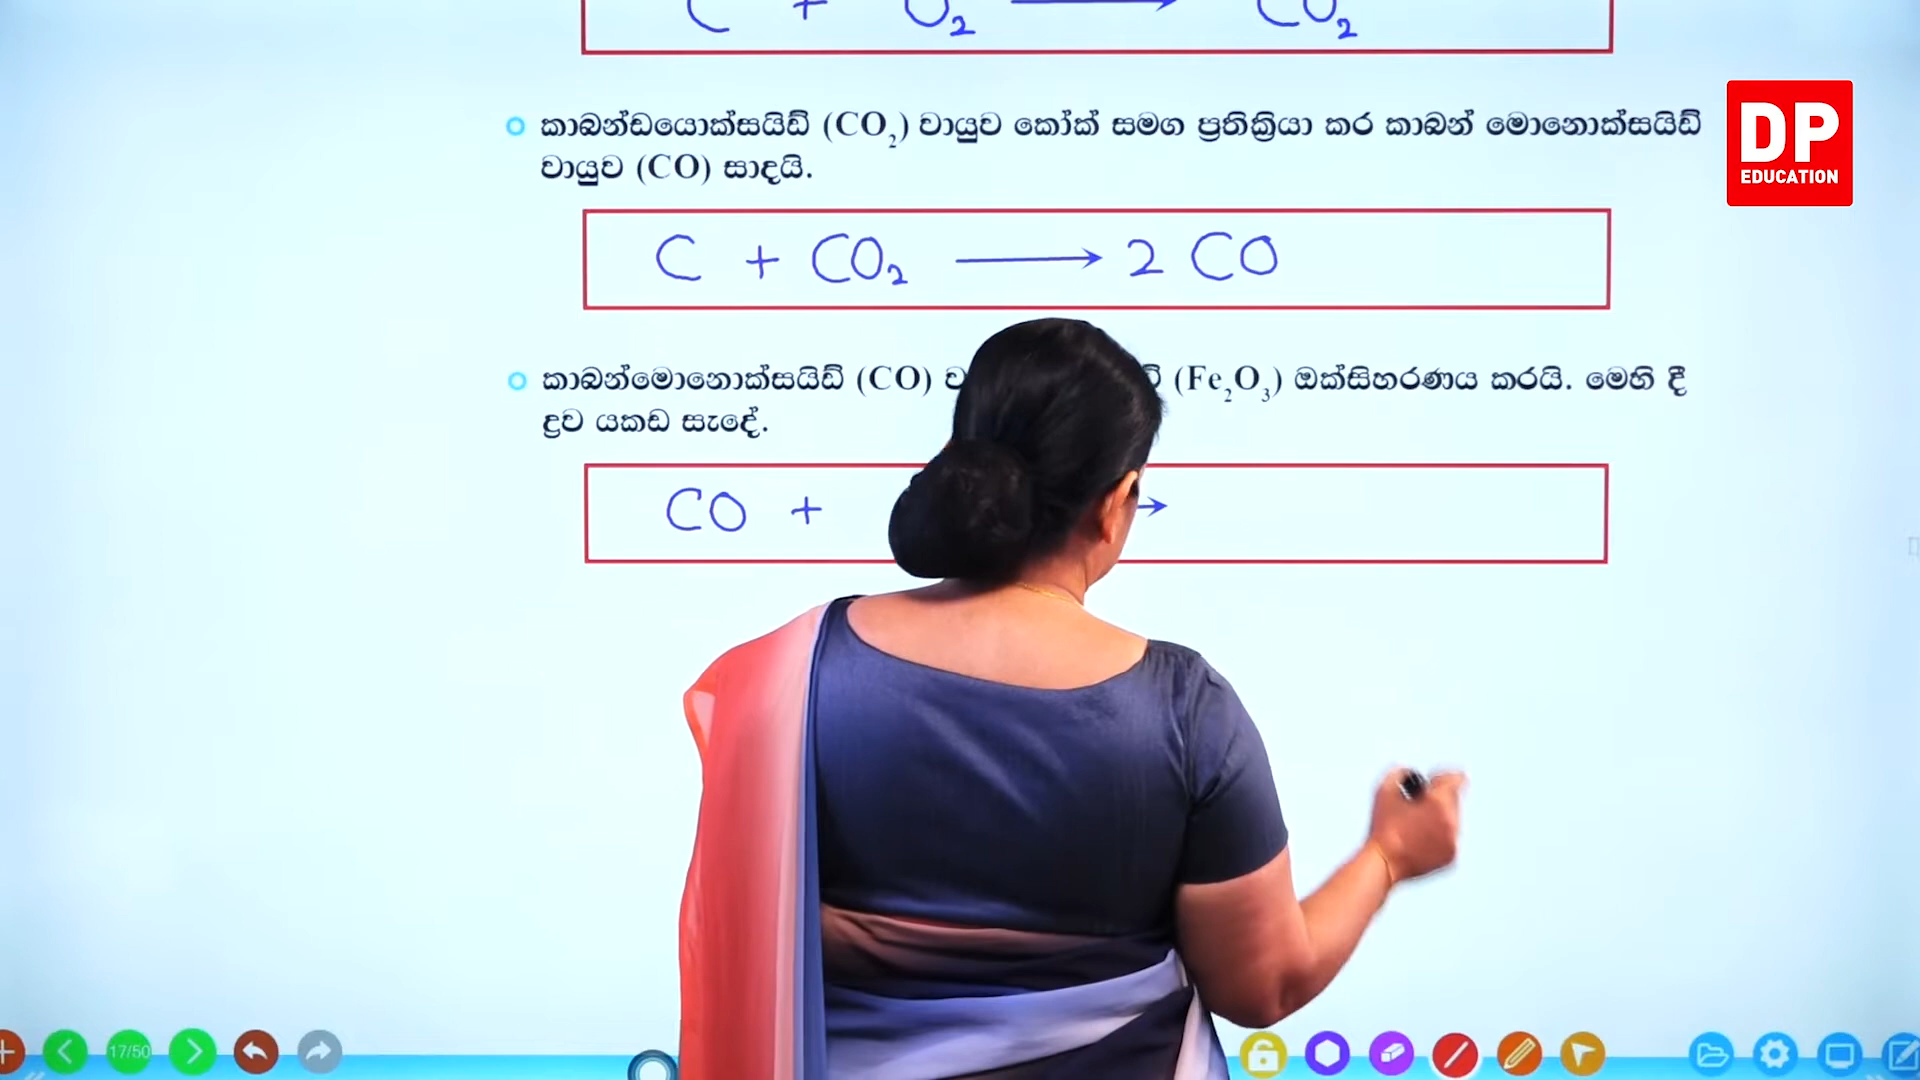 C + O₂ → CO₂
කාබන්ඩයොක්සයිඩ් (CO₂) වායුව කෝක් සමග ප්‍රතික්‍රියා කර කාබන් මොනොක්සයිඩ්
වායුව (CO) සාදයි.
DP
EDUCATION
C + CO₂ → 2 CO
කාබන්මොනොක්සයිඩ් (CO) (Fe₂O₃) ඔක්සිහරණය කරයි. මෙහි දී
ද්‍රව යකඩ සැදේ.
CO + →
17/50